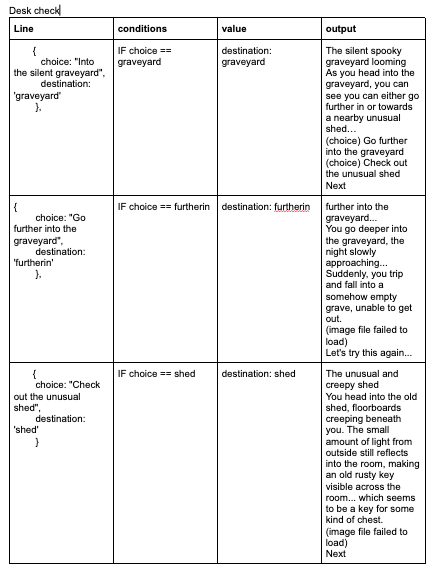 Desk check
Line
conditions
value
output
{
choice: "Into
the silent graveyard",
destination:
'graveyard'
},
IF choice ==
graveyard
destination:
graveyard
The silent spooky
graveyard looming
As you head into the
graveyard, you can
see you can either go
further in or towards
a nearby unusual
shed...
(choice) Go further
into the graveyard
(choice) Check out
the unusual shed
Next
{
choice: "Go
further into the
graveyard",
destination:
'furtherin'
},
IF choice == furtherin
destination: furtherin
further into the
graveyard...
You go deeper into
the graveyard, the
night slowly
approaching...
Suddenly, you trip
and fall into a
somehow empty
grave, unable to get
out.
(image file failed to
load)
Let's try this again...
{
choice: "Check
out the unusual
shed",
destination:
'shed'
}
IF choice == shed
destination: shed
The unusual and
creepy shed
You head into the old
shed, floorboards
creeping beneath
you. The small
amount of light from
outside still reflects
into the room, making
an old rusty key
visible across the
room... which seems
to be a key for some
kind of chest.
(image file failed to
load)
Next